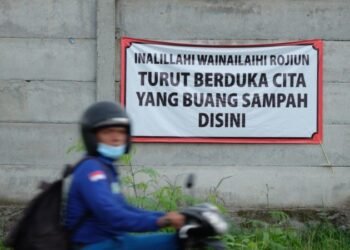 INALILLAHI WAINAILAIHI ROJIUN
TURUT BERDUKA CITA
YANG BUANG SAMPAH
DISINI